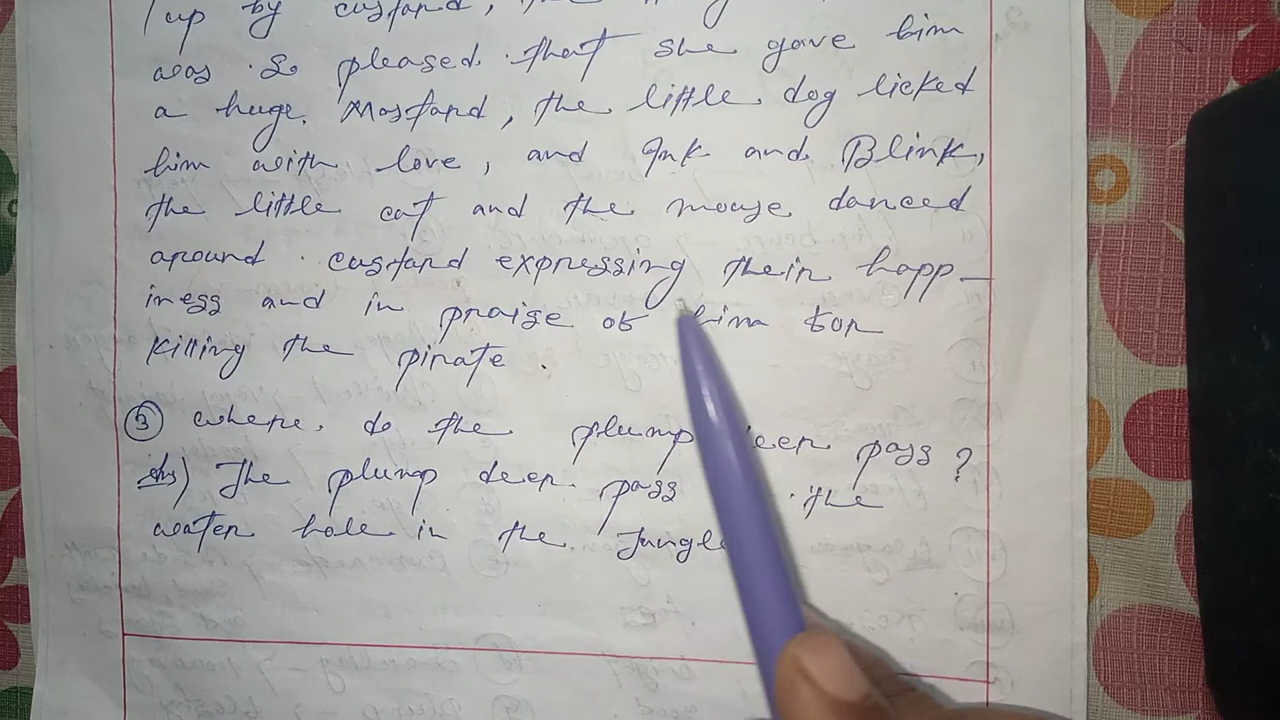 up by custard, the
was so pleased that she gave him
a huge. Mastard, the little dog licked
him with love, and Ink and Blink,
the little cat and the mouse danced
around custard expressing their happ-
iness and in praise of him for
killing the pirate.
③ where do the plump deer pass?
Ans) The plump deer pass the
water hole in the Jungle